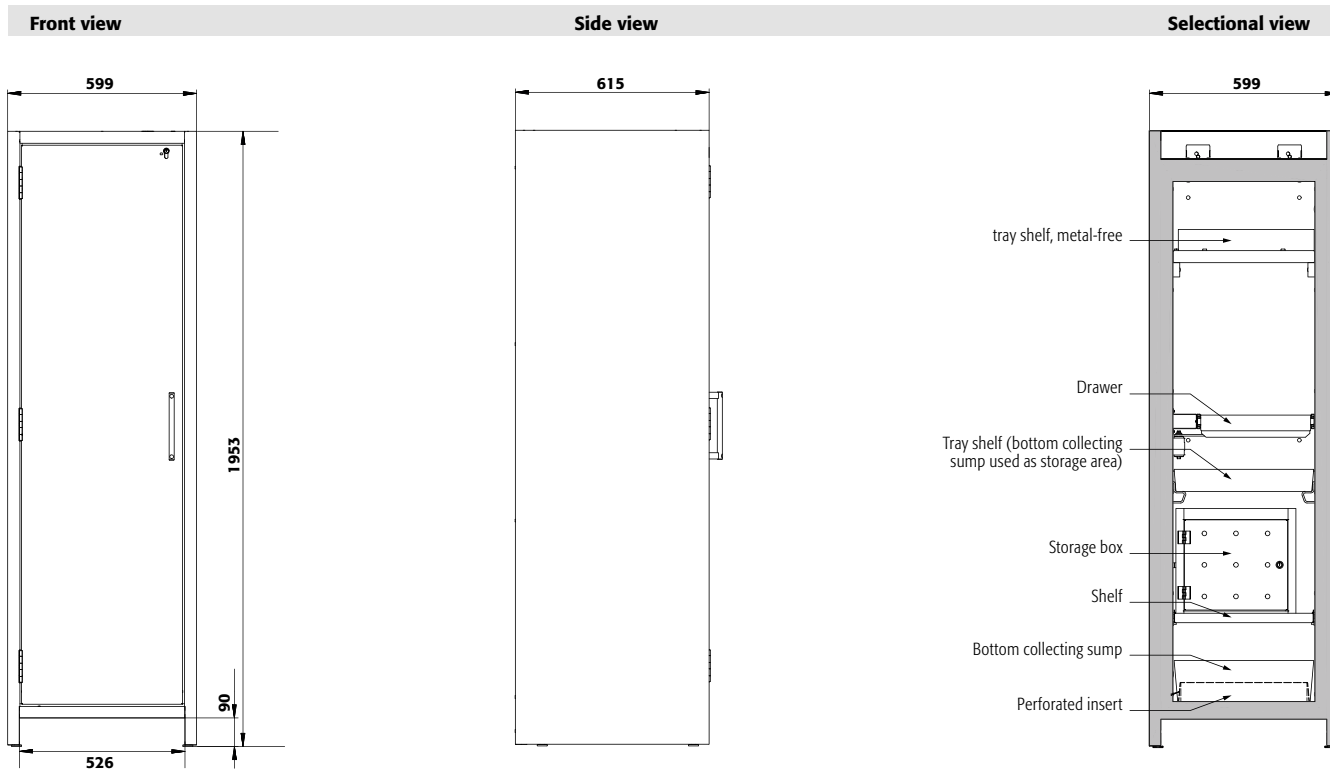 Front view
Side view
Selectional view
599
615
599
1953
90
526
tray shelf, metal-free
Drawer
Tray shelf (bottom collecting
sump used as storage area)
Storage box
Shelf
Bottom collecting sump
Perforated insert